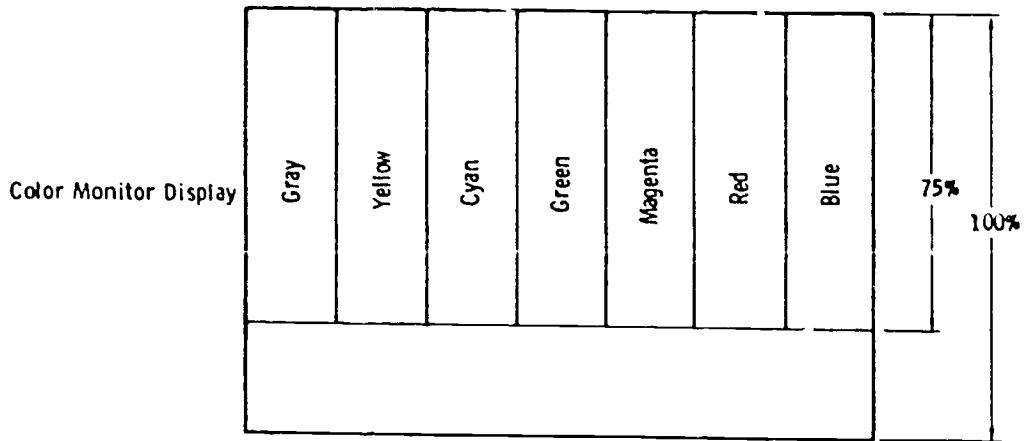 Color Monitor Display
Gray
Yellow
Cyan
Green
Magenta
Red
Blue
75%
100%